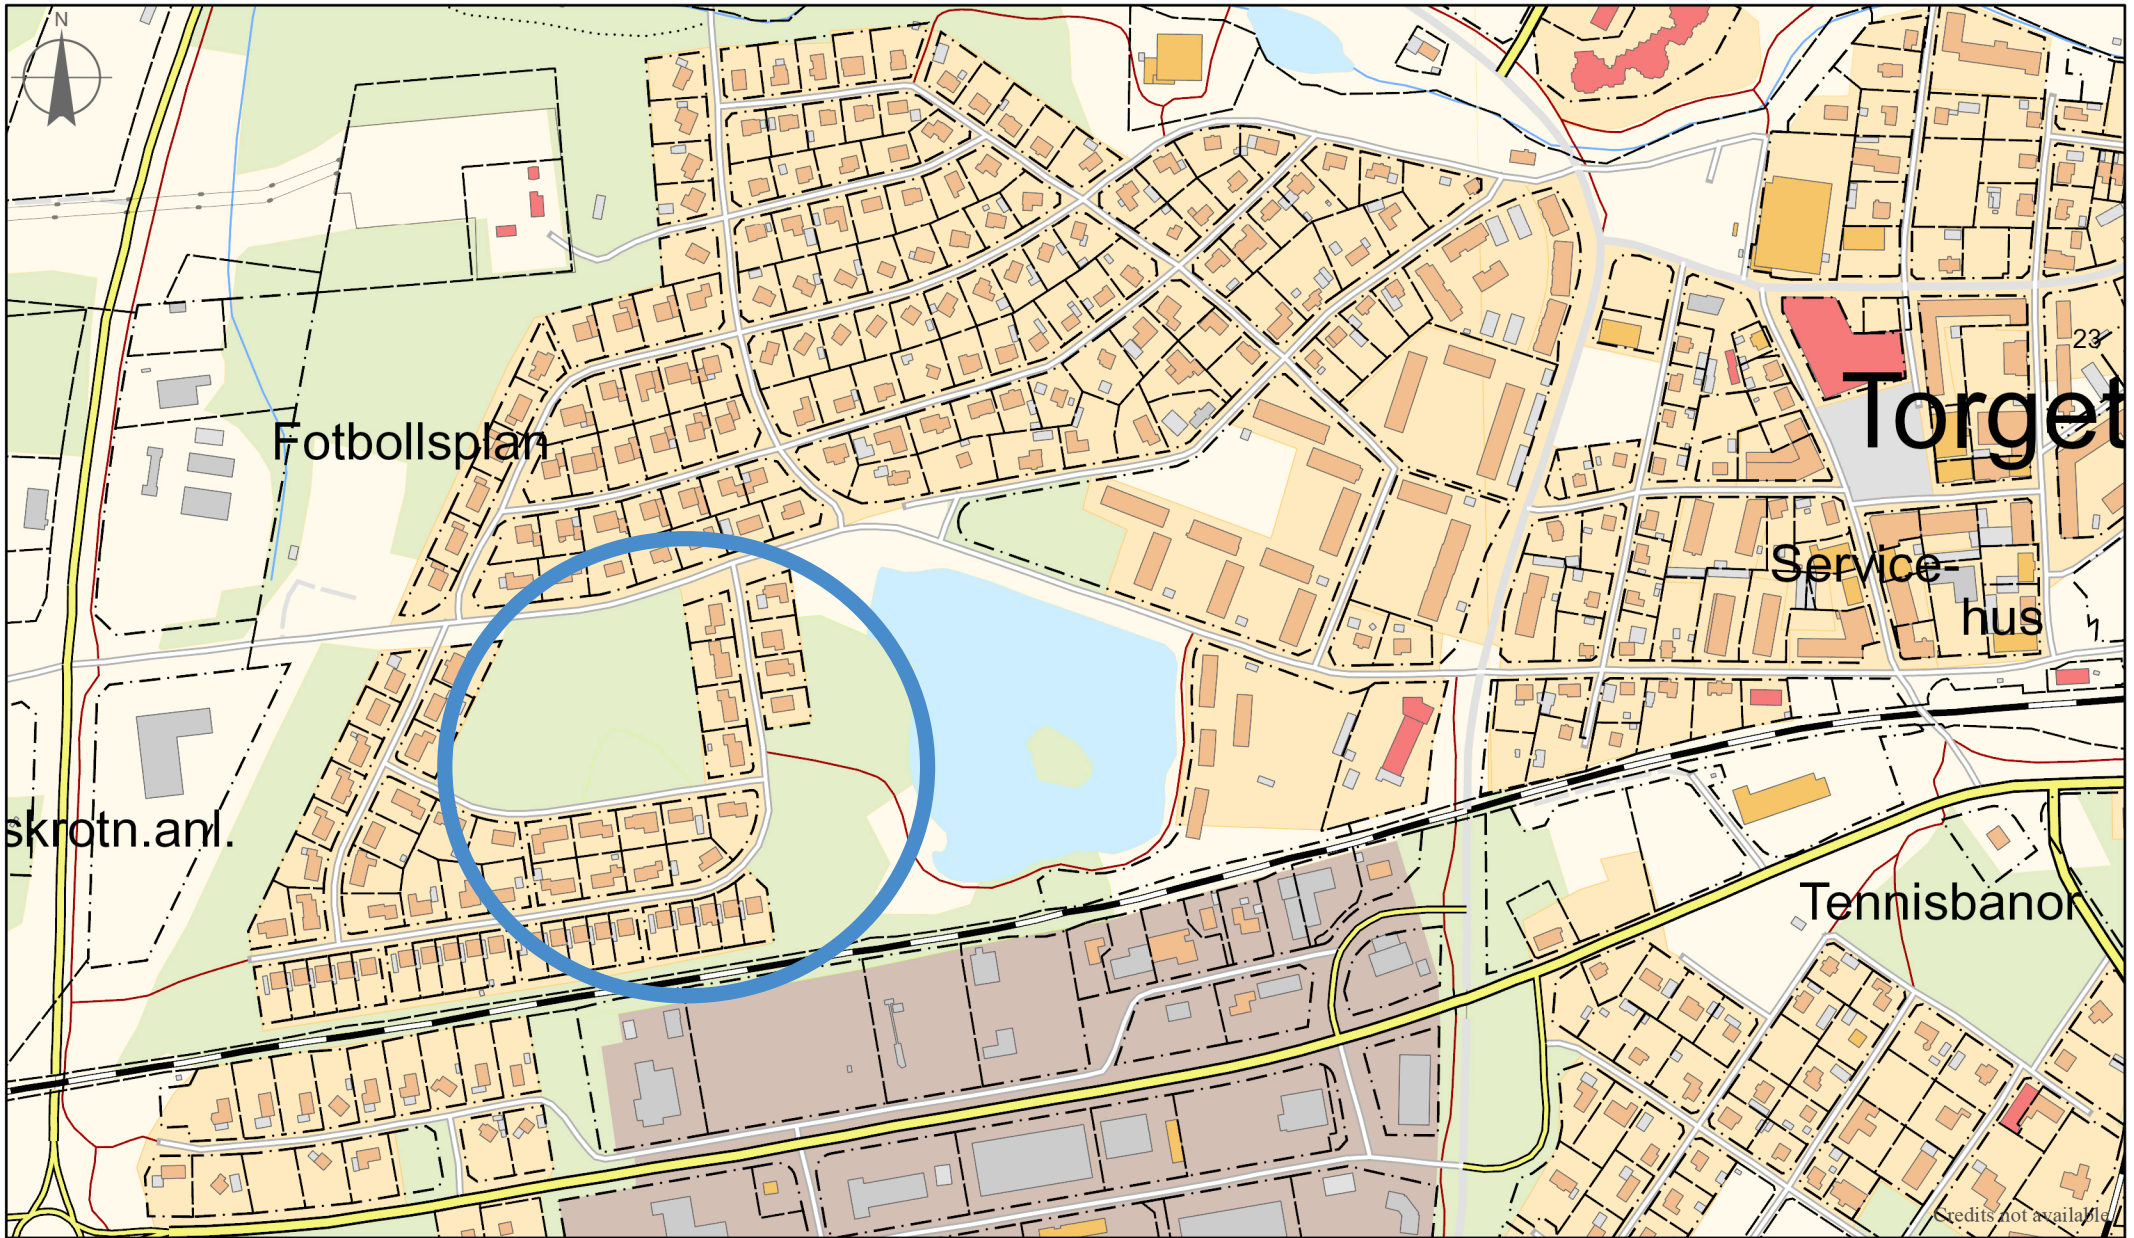 N
23
Torget
Fotbollsplan
Service-
hus
skrotn.anl.
Tennisbanor
Credits not available